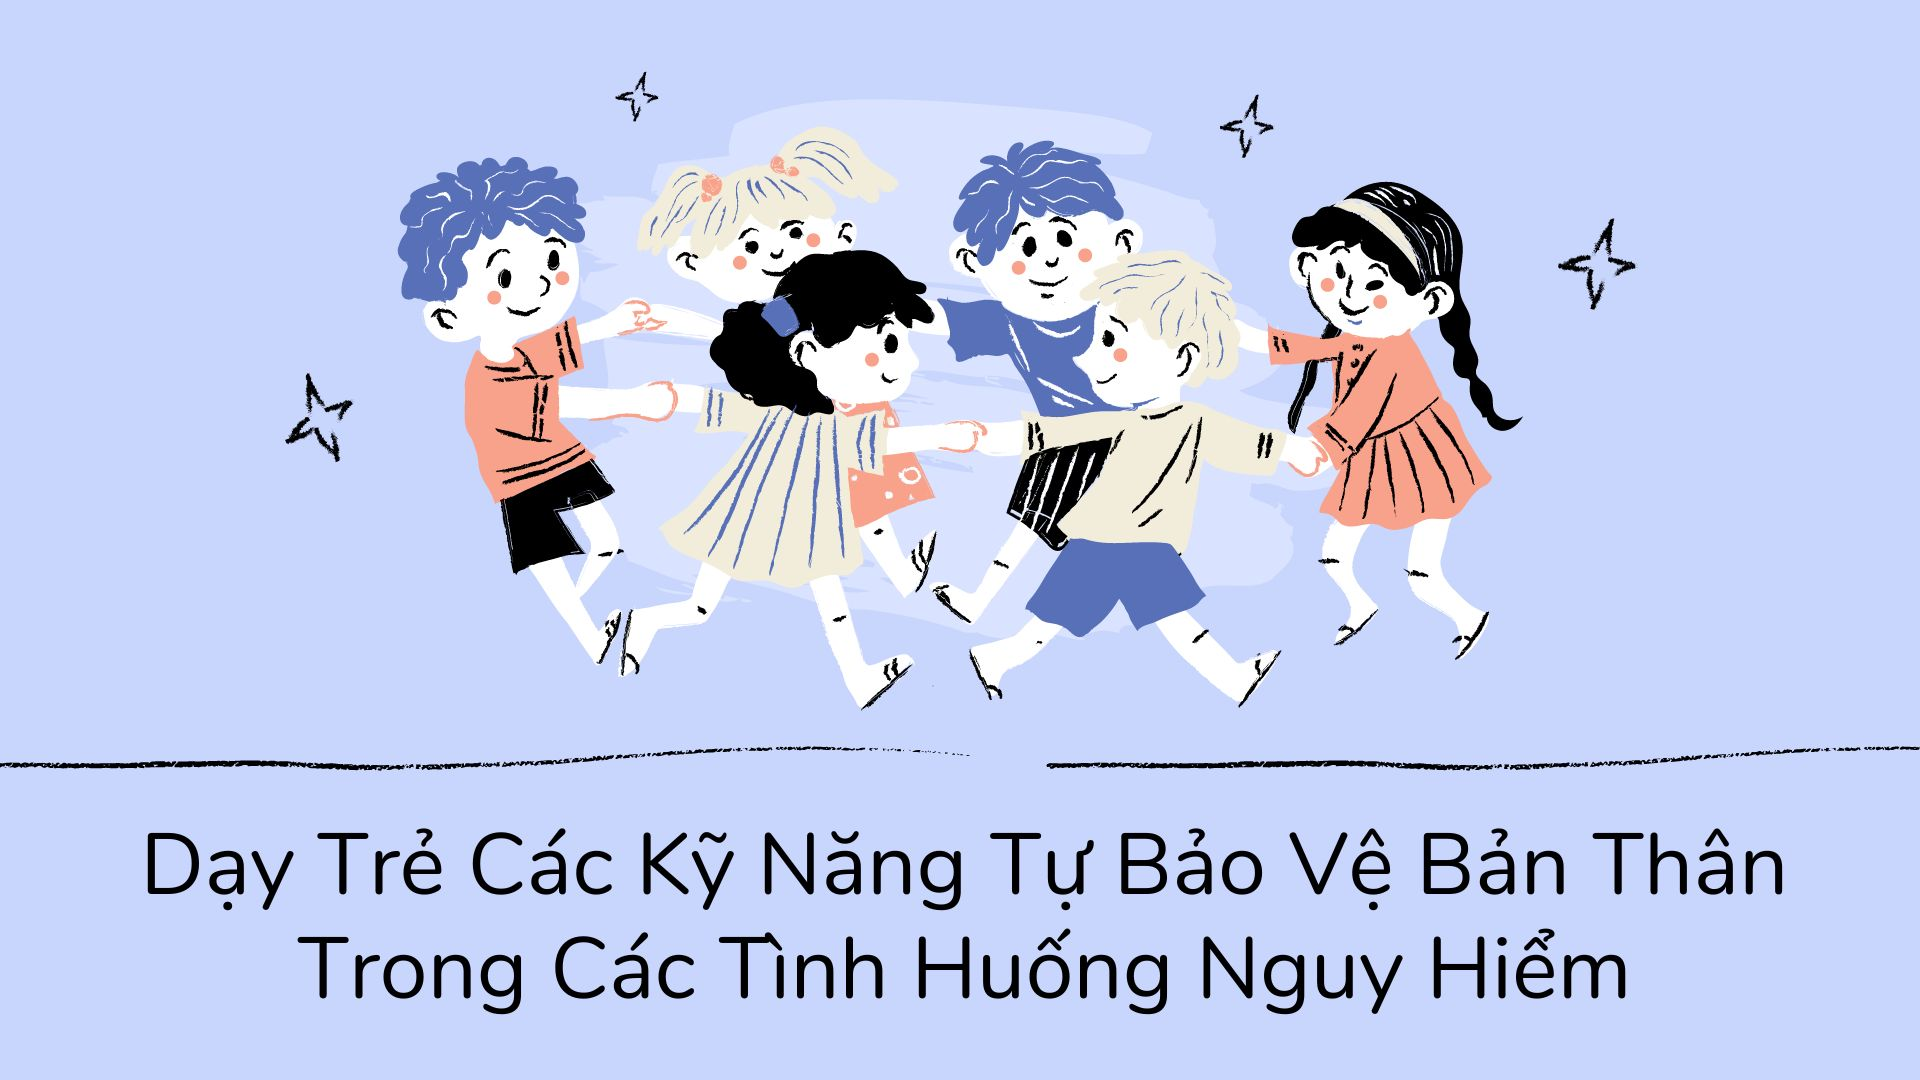 Dạy Trẻ Các Kỹ Năng Tự Bảo Vệ Bản Thân
Trong Các Tình Huống Nguy Hiểm